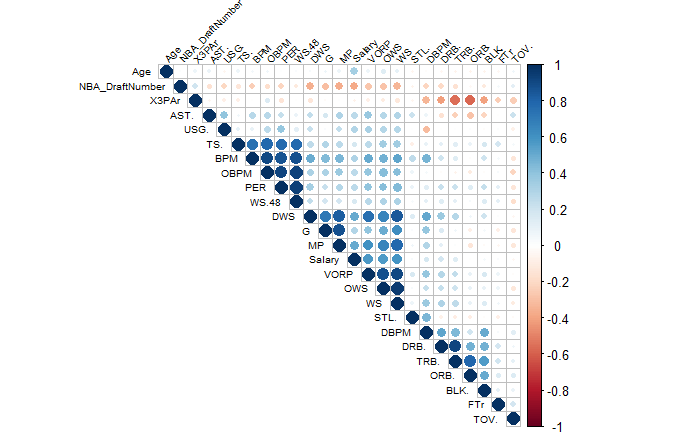 Age
NBA_DraftNumber
X3PAr
AST.
USG.
TS.
BPM
OBPM
PER
WS.48
DWS
G
MP
Salary
VORP
OWS
WS
STL.
DBPM
DRB.
TRB.
ORB.
BLK.
FTr
TOV.
Age
NBA_DraftNumber
X3PAr
AST.
USG.
TS.
BPM
OBPM
PER
WS.48
DWS
G
MP
Salary
VORP
OWS
WS
STL.
DBPM
DRB.
TRB.
ORB.
BLK.
FTr
TOV.
1
0.8
0.6
0.4
0.2
0
-0.2
-0.4
-0.6
-0.8
-1